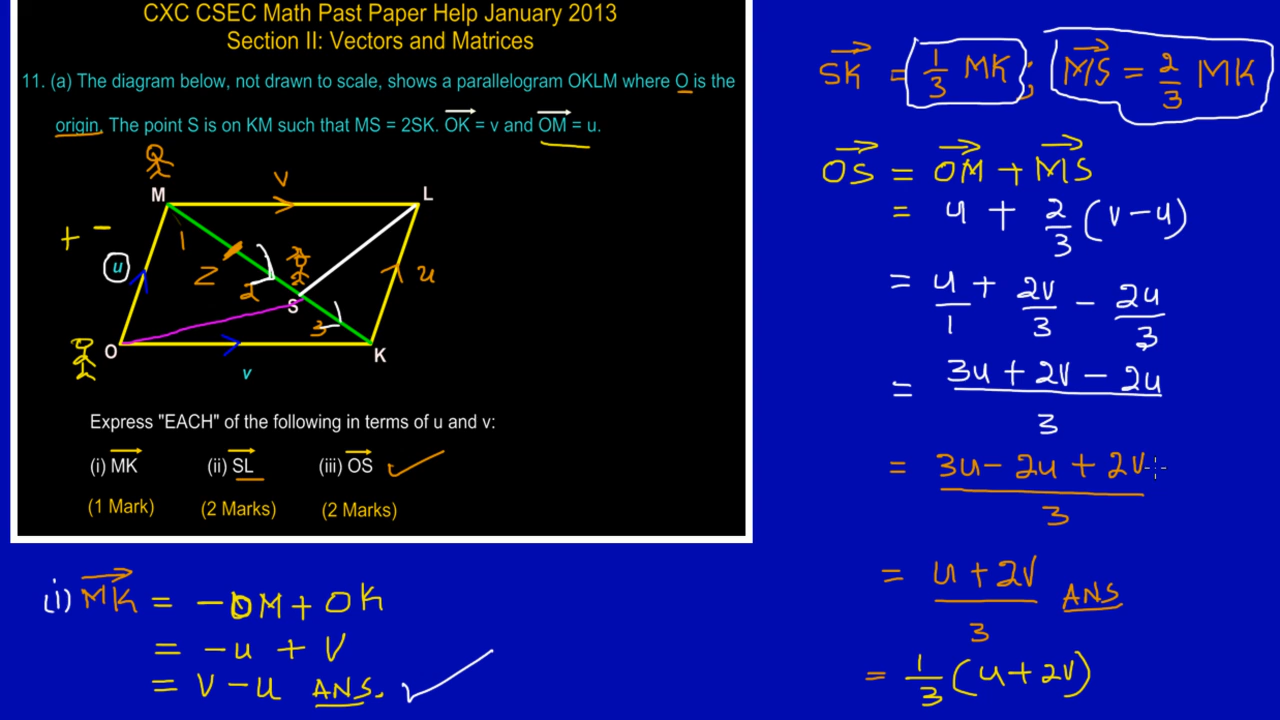 CXC CSEC Math Past Paper Help January 2013
Section II: Vectors and Matrices
11. (a) The diagram below, not drawn to scale, shows a parallelogram OKLM where O is the
origin. The point S is on KM such that MS = 2SK. OK = v and OM = u.
M
v
L
+ -
u
1
2
2
S
3
u
O
K
v
Express "EACH" of the following in terms of u and v:
(i) MK (ii) SL (iii) OS
(1 Mark) (2 Marks) (2 Marks)
(i) MK = -OM + OK
= -u + v
= v - u ANS.
SK = 1/3 MK; MS = 2/3 MK
OS = OM + MS
= u + 2/3 (v - u)
= u/1 + 2v/3 - 2u/3
= 3u + 2v - 2u / 3
= 3u - 2u + 2v / 3
= u + 2v / 3 ANS
= 1/3 (u + 2v)